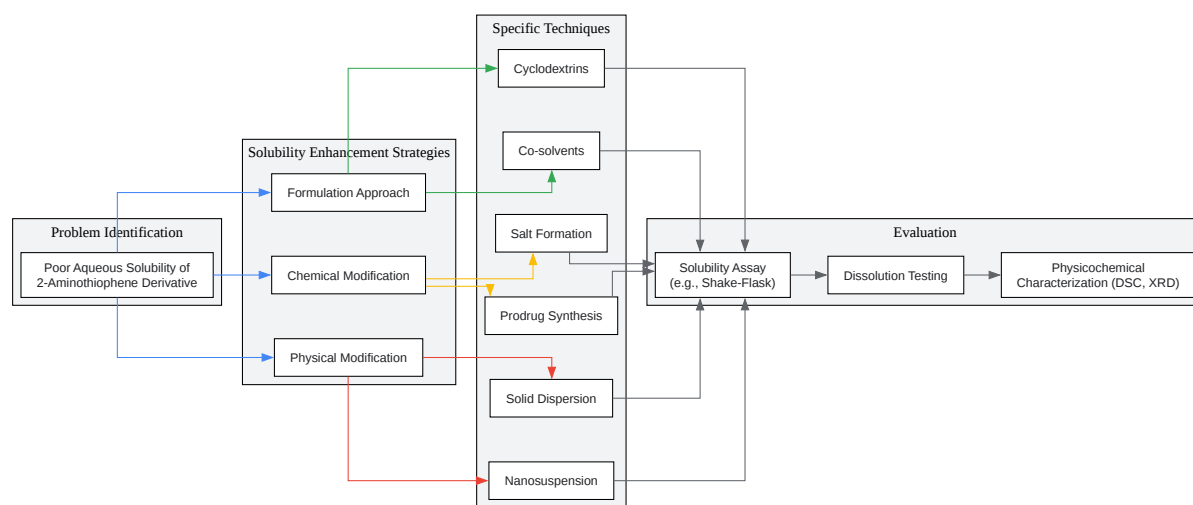 Problem Identification
Poor Aqueous Solubility of
2-Aminothiophene Derivative
Solubility Enhancement Strategies
Formulation Approach
Chemical Modification
Physical Modification
Specific Techniques
Cyclodextrins
Co-solvents
Salt Formation
Prodrug Synthesis
Solid Dispersion
Nanosuspension
Evaluation
Solubility Assay
(e.g., Shake-Flask)
Dissolution Testing
Physicochemical
Characterization (DSC, XRD)